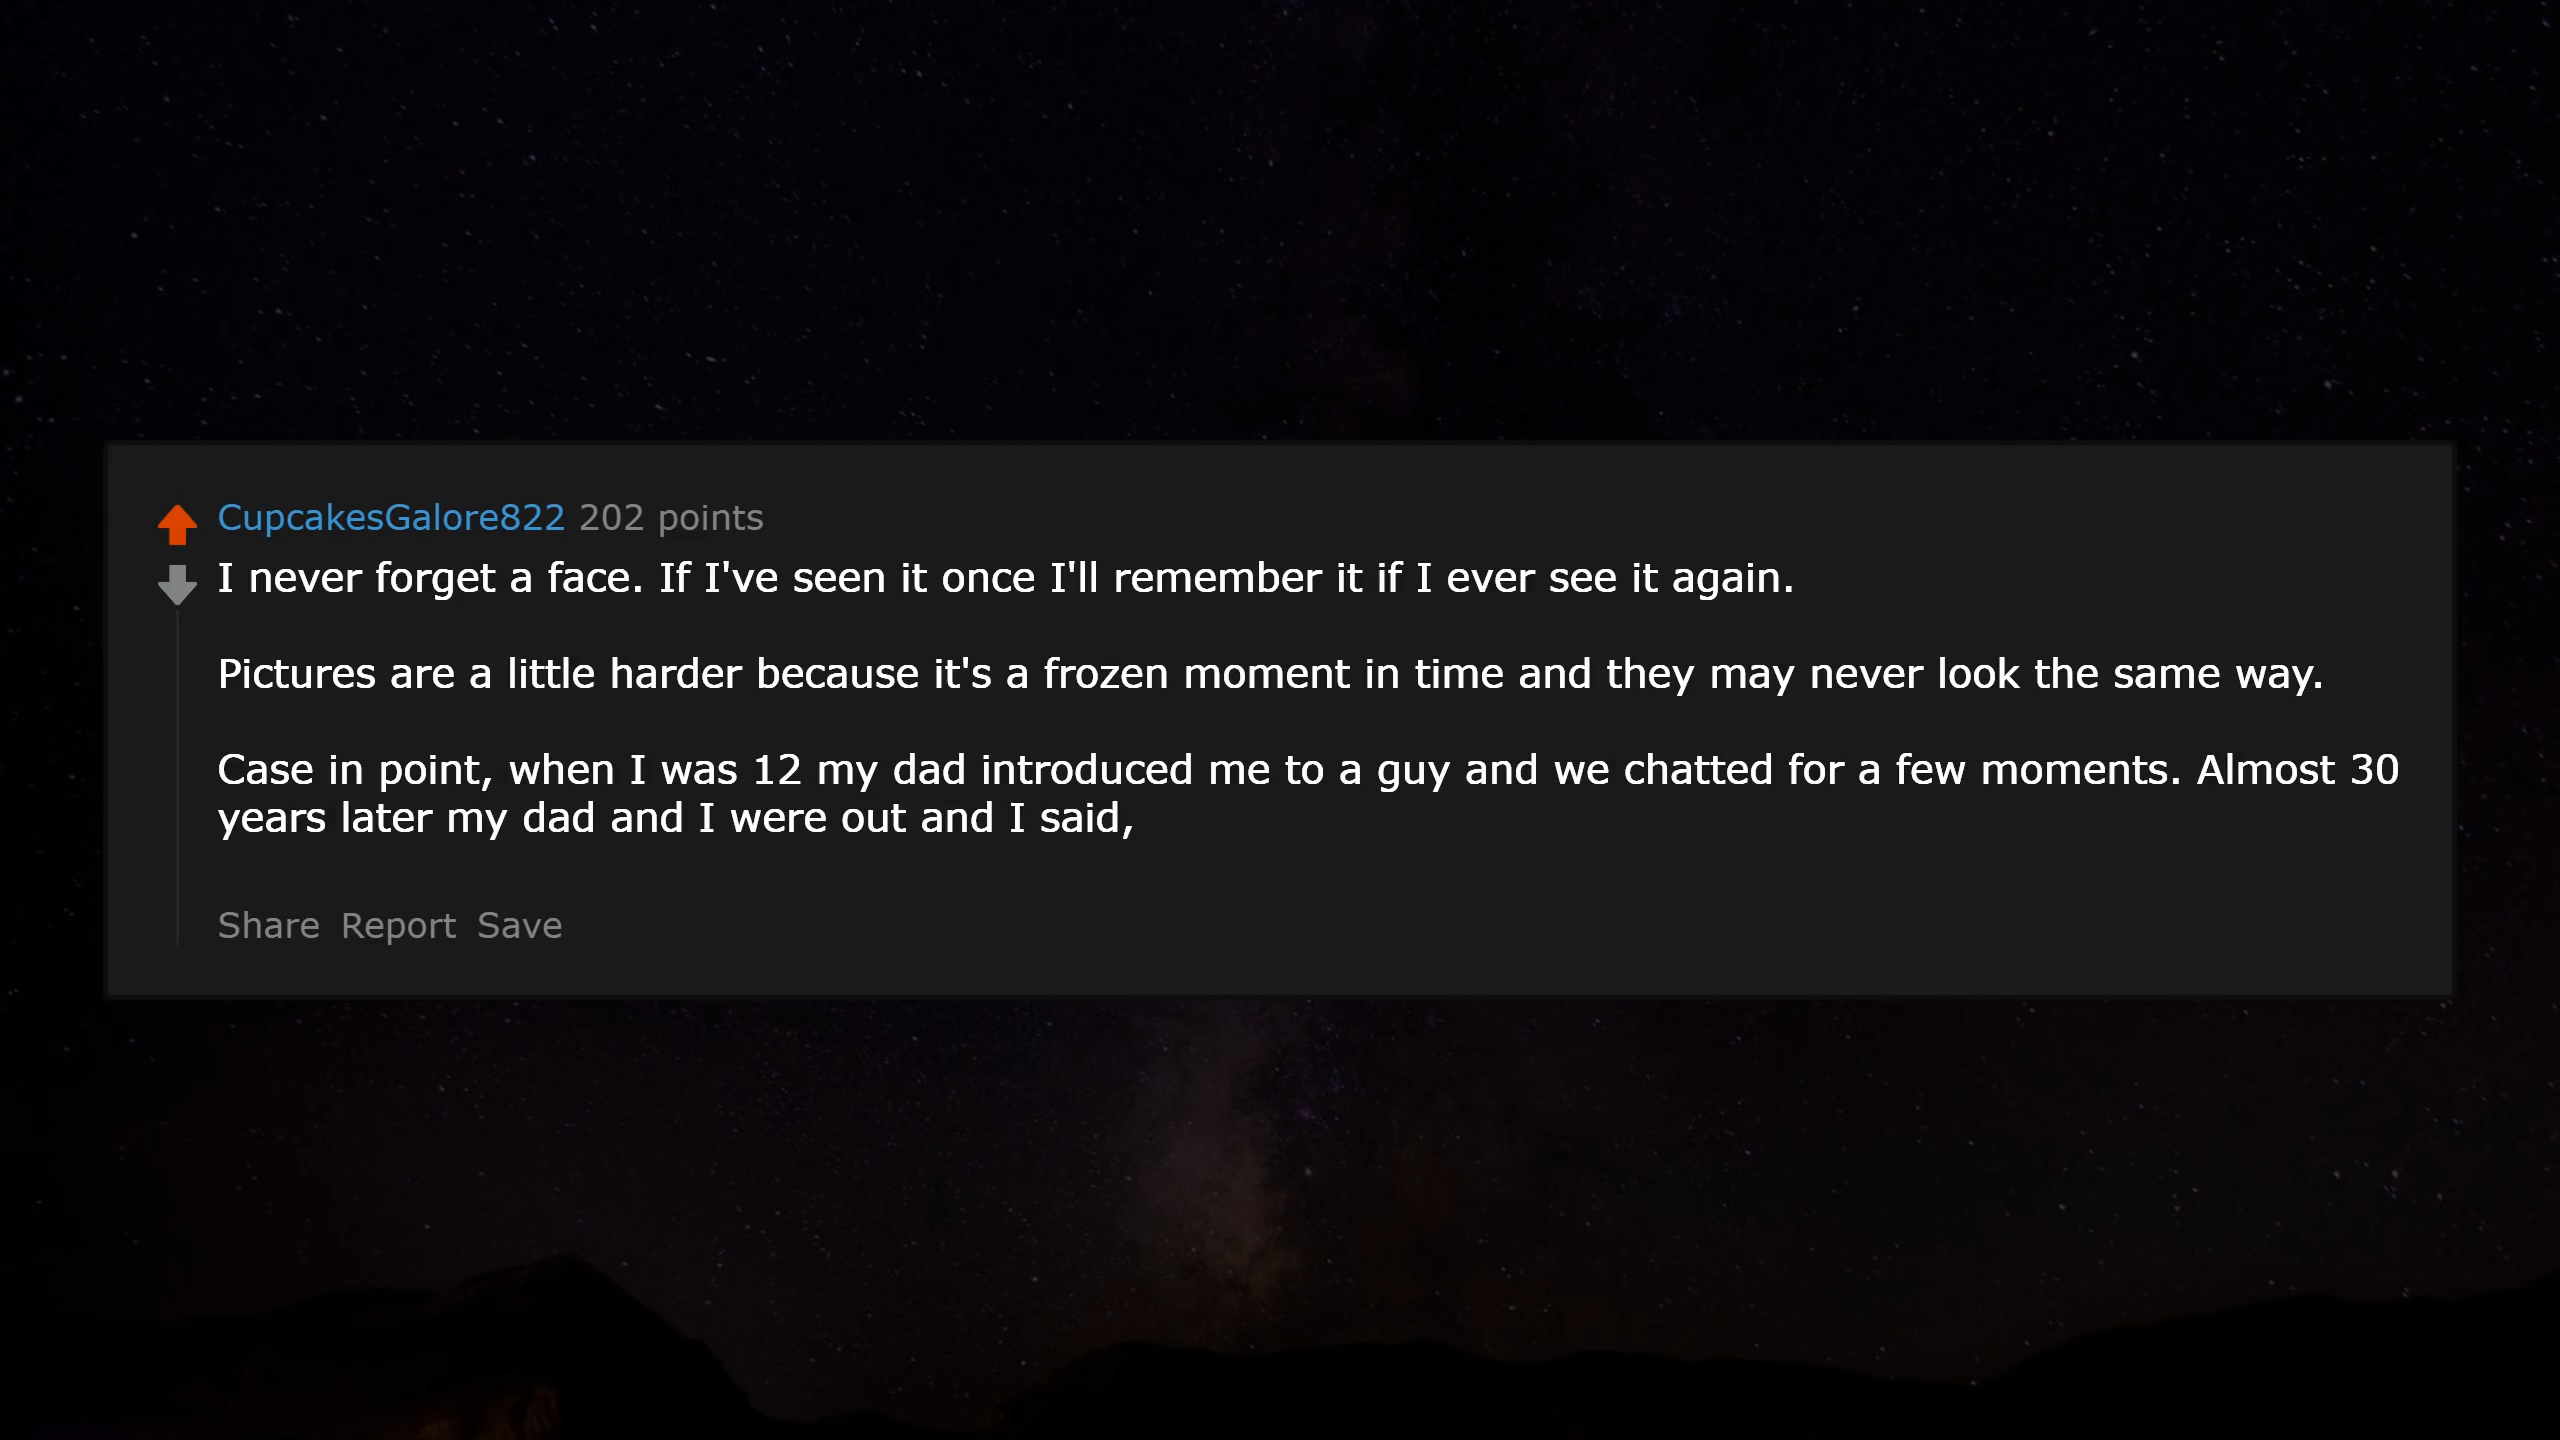 CupcakesGalore822 202 points
I never forget a face. If I've seen it once I'll remember it if I ever see it again.
Pictures are a little harder because it's a frozen moment in time and they may never look the same way.
Case in point, when I was 12 my dad introduced me to a guy and we chatted for a few moments. Almost 30
years later my dad and I were out and I said,
Share Report Save